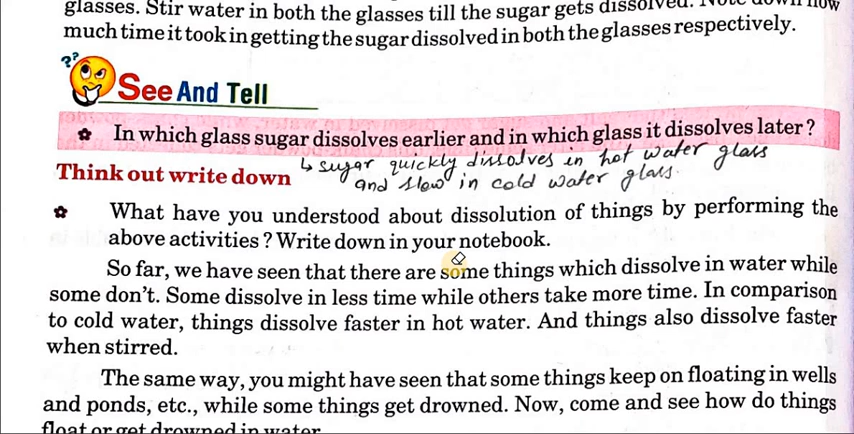 glasses. Stir water in both the glasses till the sugar gets dissolved. Note down how
much time it took in getting the sugar dissolved in both the glasses respectively.
??
See And Tell
In which glass sugar dissolves earlier and in which glass it dissolves later ?
↳ sugar quickly dissolves in hot water glass
Think out write down
and slow in cold water glass.
What have you understood about dissolution of things by performing the
above activities ? Write down in your notebook.
So far, we have seen that there are some things which dissolve in water while
some don't. Some dissolve in less time while others take more time. In comparison
to cold water, things dissolve faster in hot water. And things also dissolve faster
when stirred.
The same way, you might have seen that some things keep on floating in wells
and ponds, etc., while some things get drowned. Now, come and see how do things
float or get drowned in water